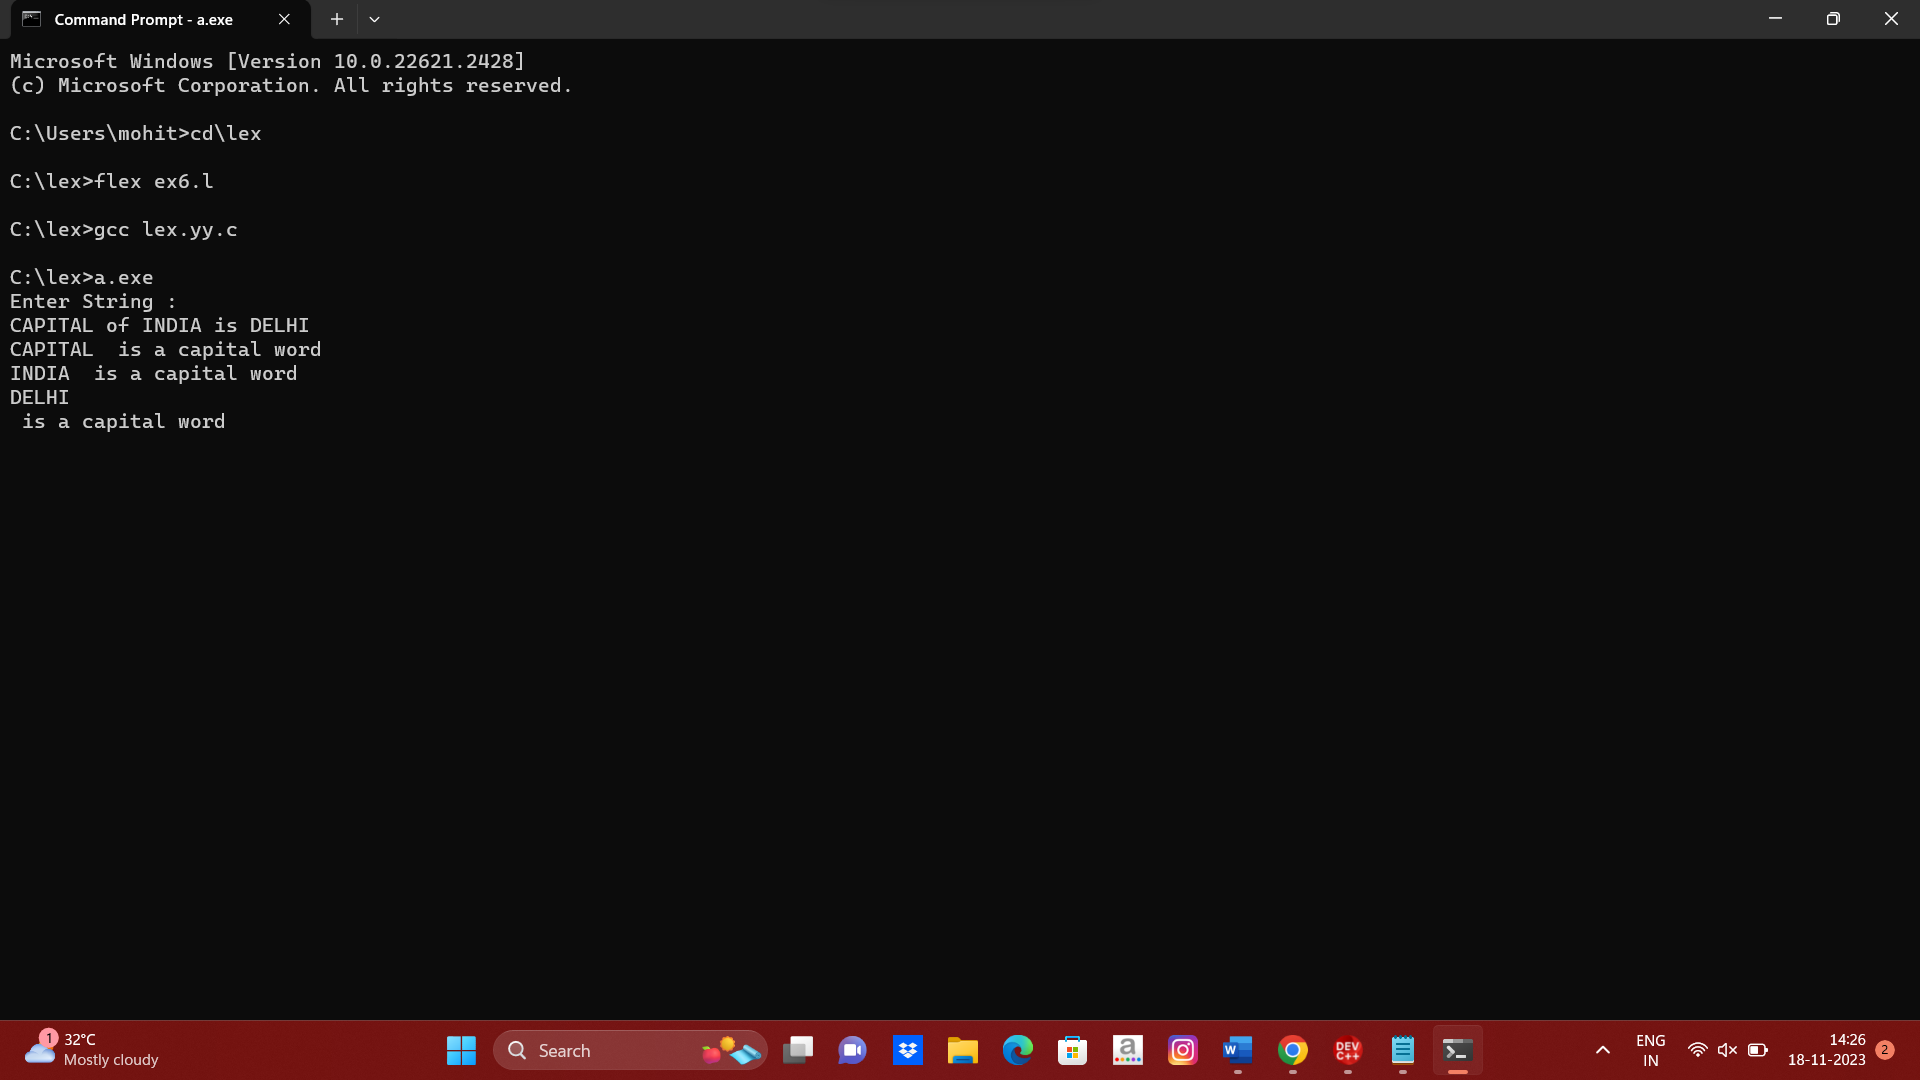 Command Prompt - a.exe
Microsoft Windows [Version 10.0.22621.2428]
(c) Microsoft Corporation. All rights reserved.
C:\Users\mohit>cd\lex
C:\lex>flex ex6.l
C:\lex>gcc lex.yy.c
C:\lex>a.exe
Enter String :
CAPITAL of INDIA is DELHI
CAPITAL  is a capital word
INDIA  is a capital word
DELHI
 is a capital word
1
32°C
Mostly cloudy
Search
a
W
DEV
C++
ENG
IN
14:26
18-11-2023
2